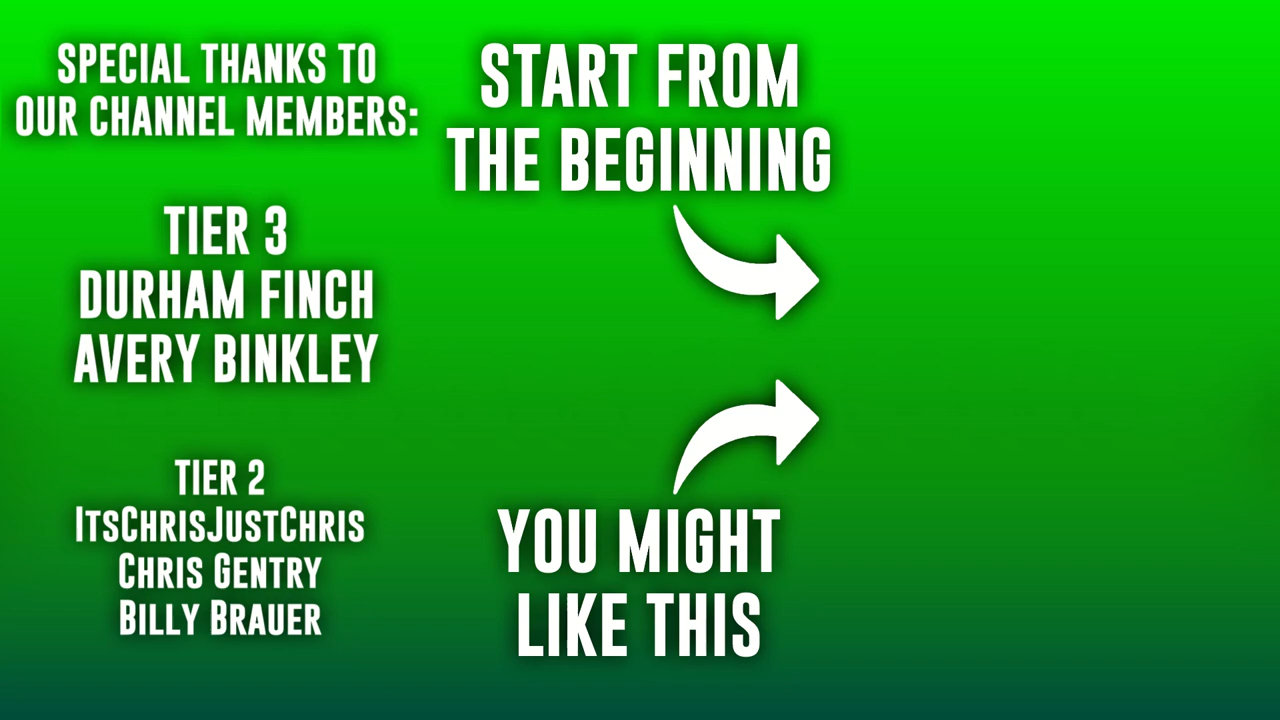 SPECIAL THANKS TO
OUR CHANNEL MEMBERS:
TIER 3
DURHAM FINCH
AVERY BINKLEY
TIER 2
ItsChrisJustChris
Chris Gentry
Billy Brauer
START FROM
THE BEGINNING
YOU MIGHT
LIKE THIS